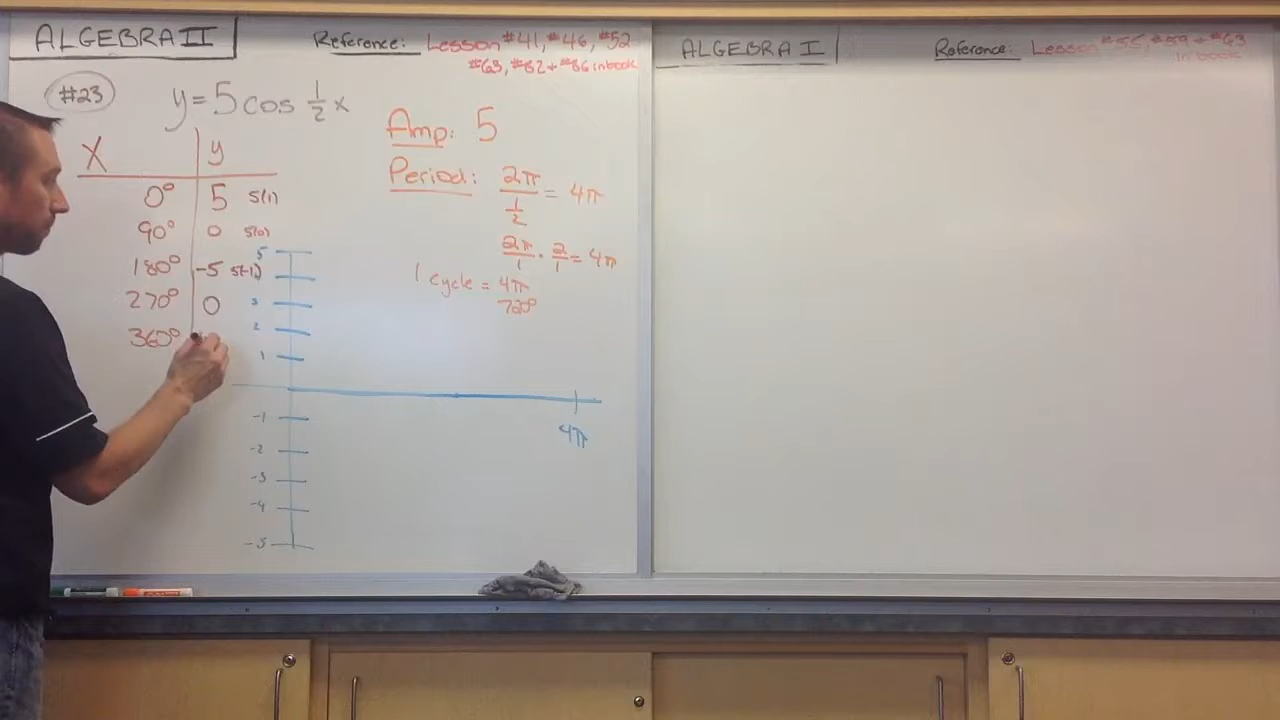 ALGEBRA II
Reference: Lesson #41, #46, #52
#63, #82 + #86 in book
#23
y = 5 cos 1/2 x
X y
0° 5 5(1)
90° 0 5(0)
180° -5 5(-1)
270° 0
360°
Amp: 5
Period: 2π / 1/2 = 4π
2π/1 · 2/1 = 4π
1 cycle = 4π
720°
5
3
2
1
-1
-2
-3
-4
-5
4π
ALGEBRA I
Reference: Lesson #55, #59 + #63
in book